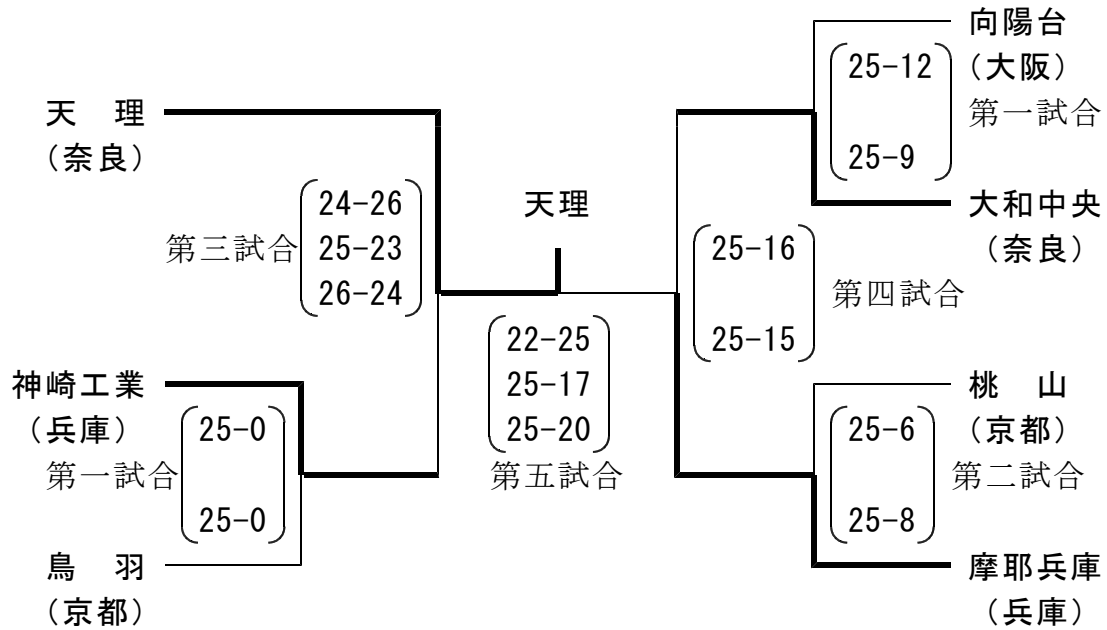 天　理
（奈良）
第三試合
24-26
25-23
26-24
神崎工業
（兵庫）
第一試合
25-0
25-0
鳥　羽
（京都）
天理
22-25
25-17
25-20
第五試合
向陽台
（大阪）
第一試合
25-12
25-9
大和中央
（奈良）
25-16
25-15
第四試合
桃　山
（京都）
第二試合
25-6
25-8
摩耶兵庫
（兵庫）